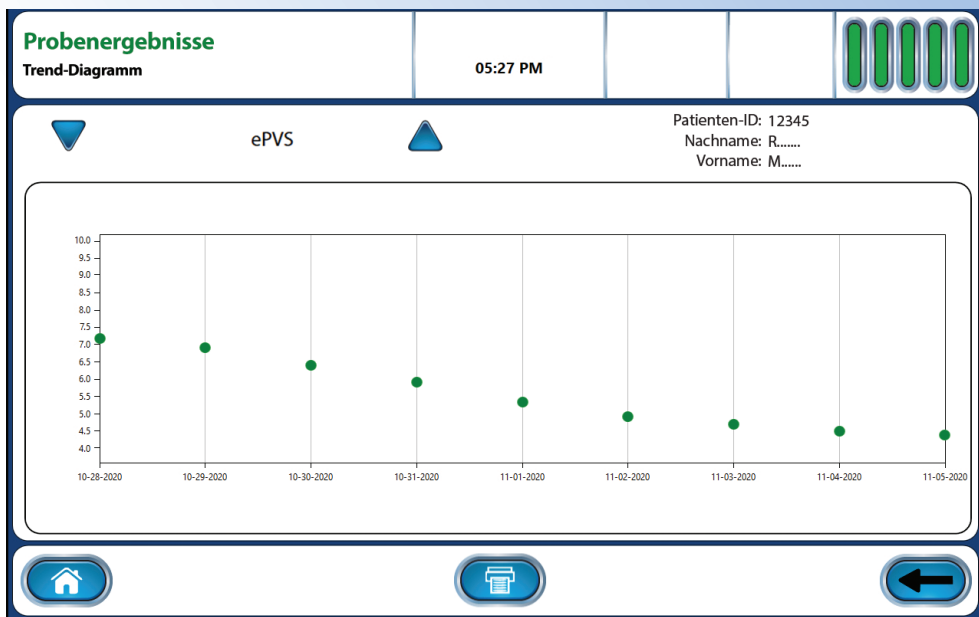 Probenergebnisse
Trend-Diagramm
05:27 PM
ePVS
Patienten-ID: 12345
Nachname: R.......
Vorname: M......
10.0
9.5
9.0
8.5
8.0
7.5
7.0
6.5
6.0
5.5
5.0
4.5
4.0
10-28-2020 10-29-2020 10-30-2020 10-31-2020 11-01-2020 11-02-2020 11-03-2020 11-04-2020 11-05-2020